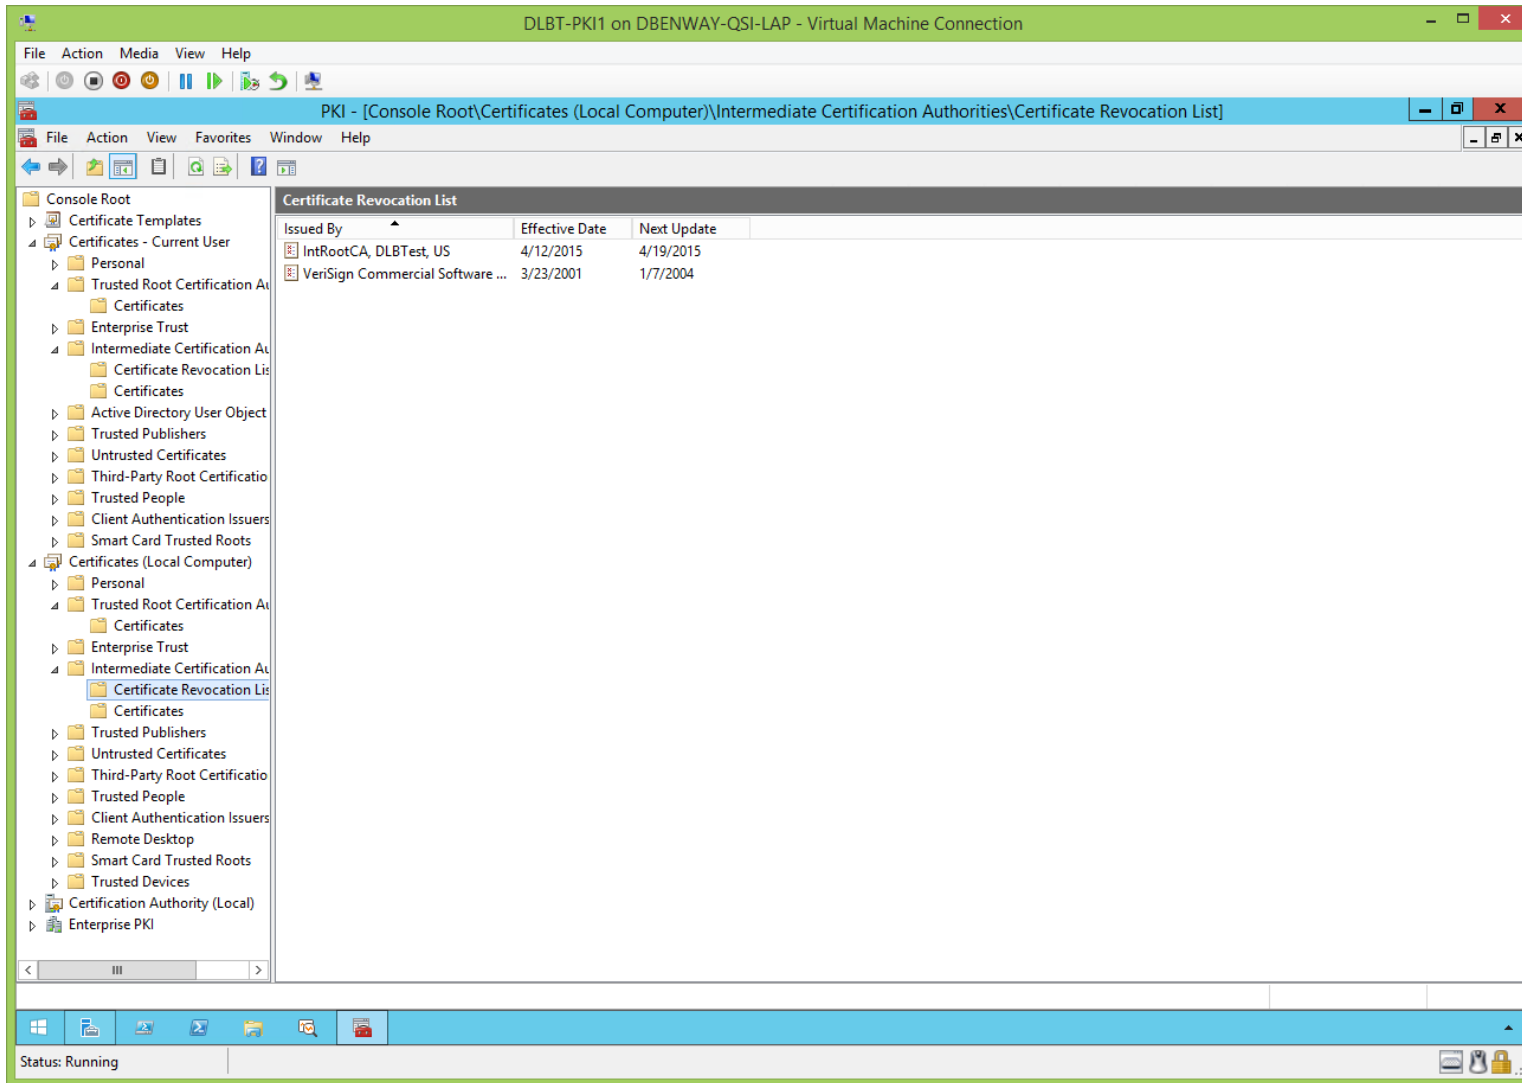 DLBT-PKI1 on DBENWAY-QSI-LAP - Virtual Machine Connection
File Action Media View Help
PKI - [Console Root\Certificates (Local Computer)\Intermediate Certification Authorities\Certificate Revocation List]
File Action View Favorites Window Help
Console Root
Certificate Templates
Certificates - Current User
Personal
Trusted Root Certification Au
Certificates
Enterprise Trust
Intermediate Certification Au
Certificate Revocation Lis
Certificates
Active Directory User Object
Trusted Publishers
Untrusted Certificates
Third-Party Root Certificatio
Trusted People
Client Authentication Issuers
Smart Card Trusted Roots
Certificates (Local Computer)
Personal
Trusted Root Certification Au
Certificates
Enterprise Trust
Intermediate Certification Au
Certificate Revocation Lis
Certificates
Trusted Publishers
Untrusted Certificates
Third-Party Root Certificatio
Trusted People
Client Authentication Issuers
Remote Desktop
Smart Card Trusted Roots
Trusted Devices
Certification Authority (Local)
Enterprise PKI
Certificate Revocation List
Issued By Effective Date Next Update
IntRootCA, DLBTest, US 4/12/2015 4/19/2015
VeriSign Commercial Software ... 3/23/2001 1/7/2004
Status: Running